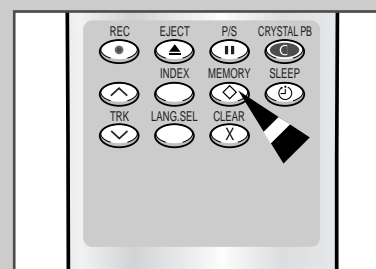 REC EJECT P/S CRYSTAL PB
C
INDEX MEMORY SLEEP
TRK LANG.SEL CLEAR
X